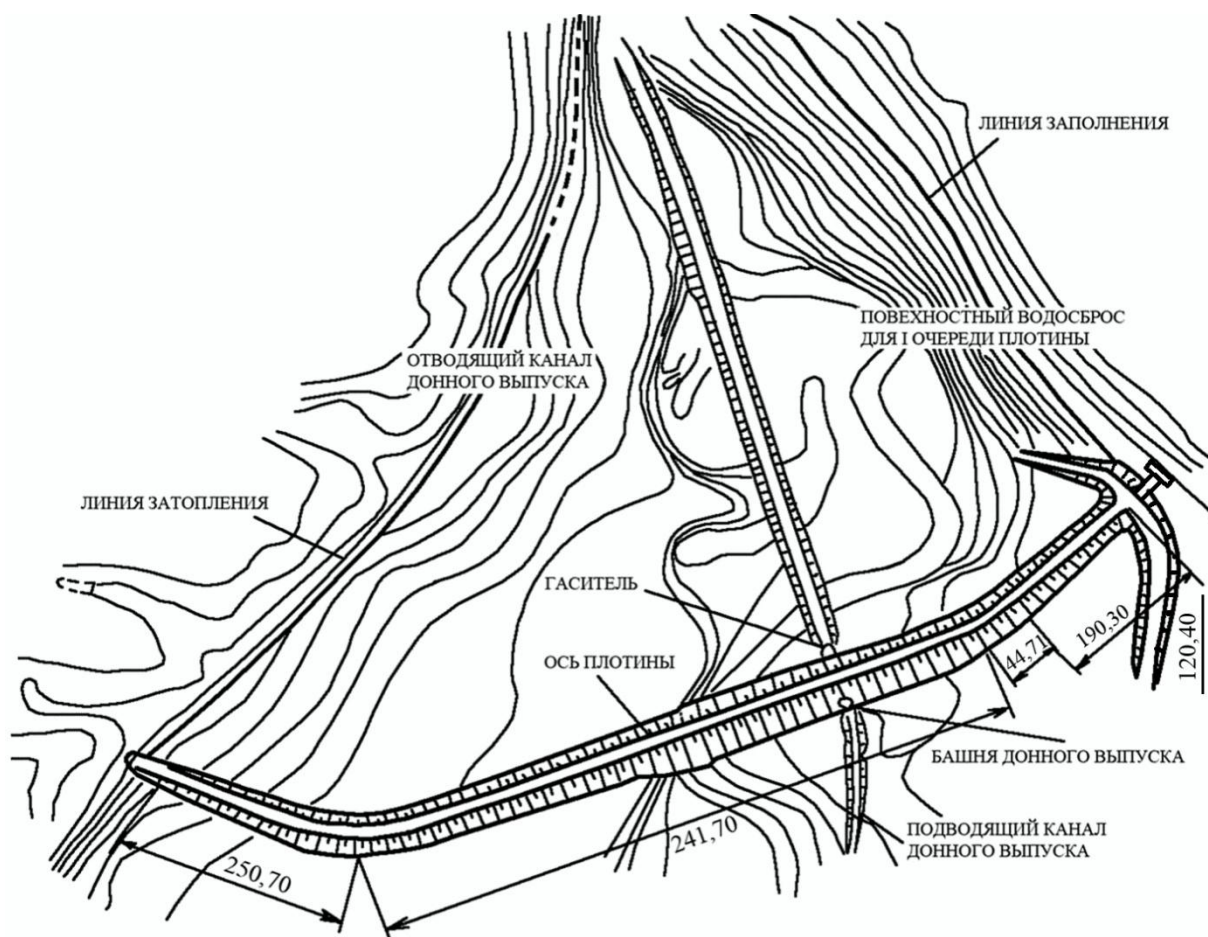 ЛИНИЯ ЗАПОЛНЕНИЯ
ПОВЕХНОСТНЫЙ ВОДОСБРОС
ДЛЯ I ОЧЕРЕДИ ПЛОТИНЫ
ОТВОДЯЩИЙ КАНАЛ
ДОННОГО ВЫПУСКА
ЛИНИЯ ЗАТОПЛЕНИЯ
ГАСИТЕЛЬ
ОСЬ ПЛОТИНЫ
190,30
120,40
44,71
БАШНЯ ДОННОГО ВЫПУСКА
241,70
ПОДВОДЯЩИЙ КАНАЛ
ДОННОГО ВЫПУСКА
250,70